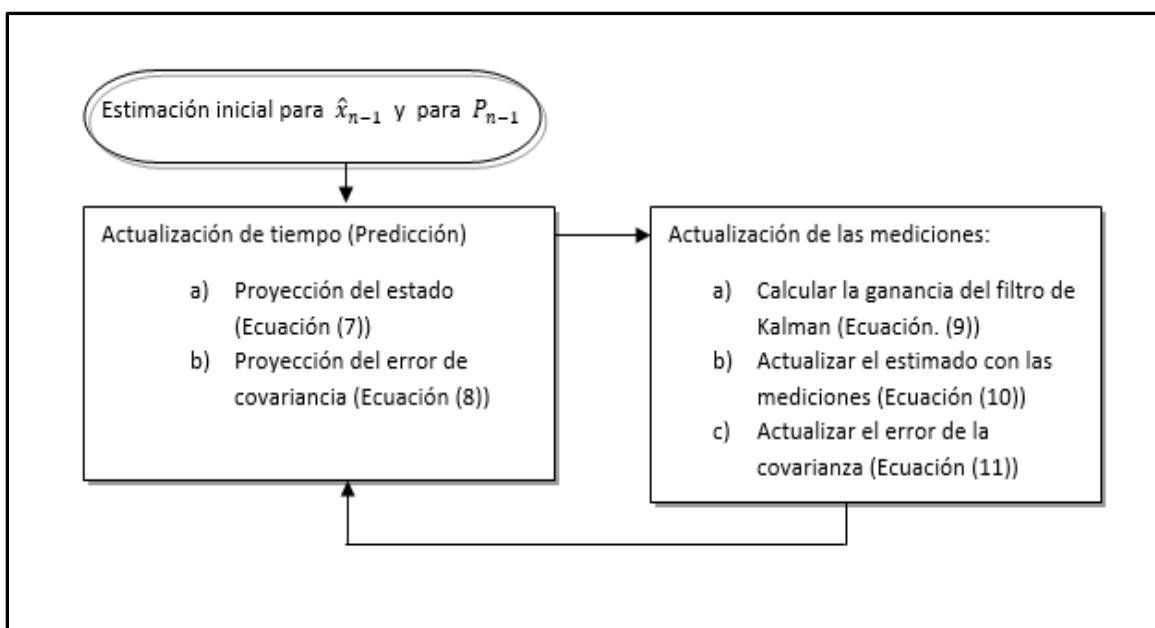 Estimación inicial para x̂ₙ₋₁ y para Pₙ₋₁
Actualización de tiempo (Predicción)
a) Proyección del estado
(Ecuación (7))
b) Proyección del error de
covariancia (Ecuación (8))
Actualización de las mediciones:
a) Calcular la ganancia del filtro de
Kalman (Ecuación. (9))
b) Actualizar el estimado con las
mediciones (Ecuación (10))
c) Actualizar el error de la
covarianza (Ecuación (11))